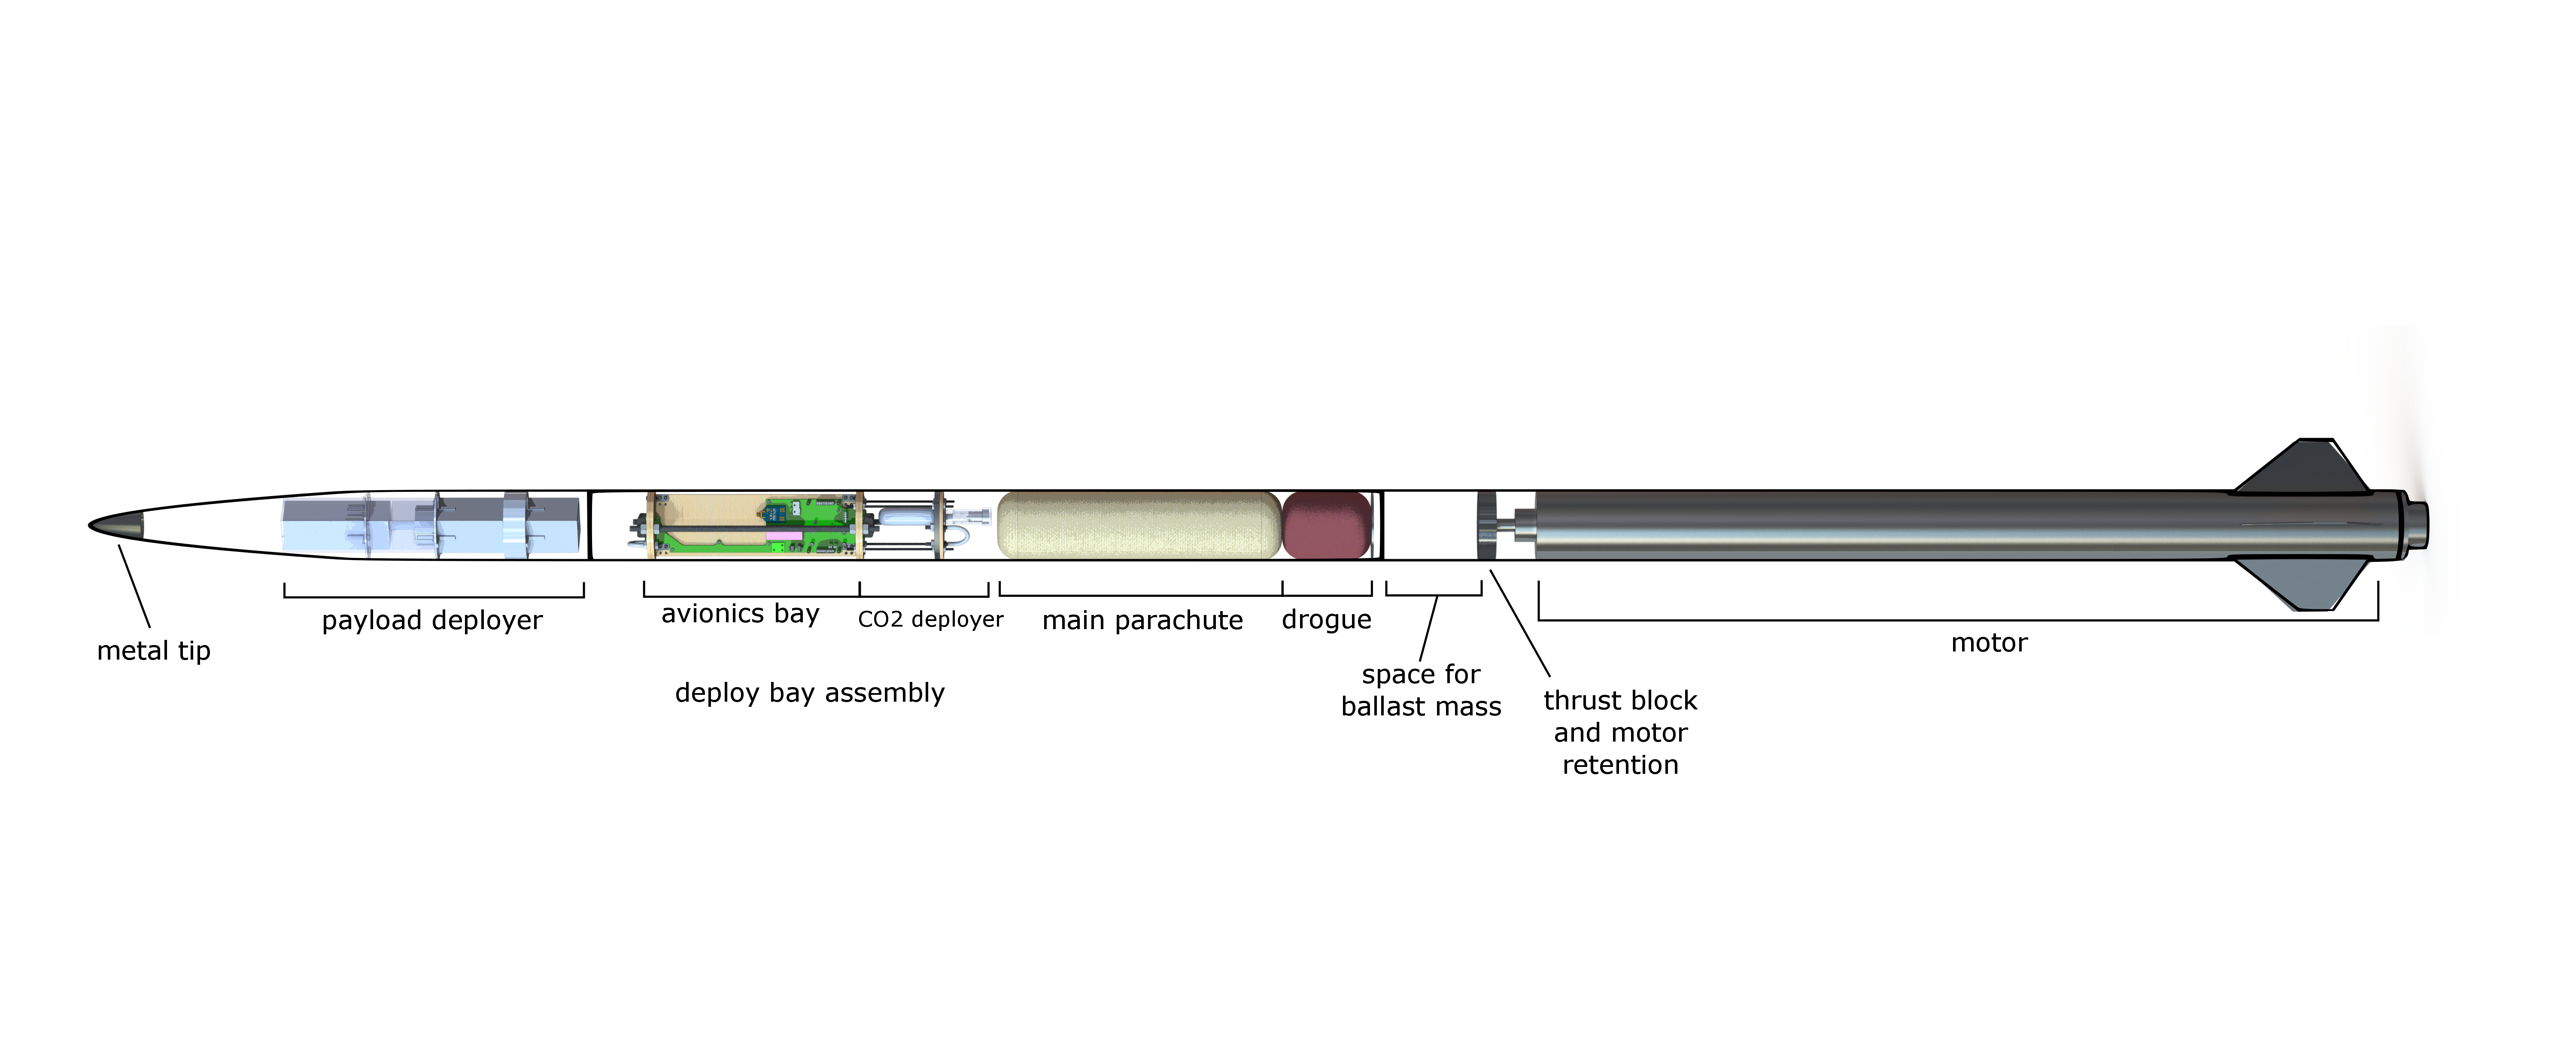 metal tip
payload deployer
avionics bay
CO2 deployer
deploy bay assembly
main parachute
drogue
space for
ballast mass
thrust block
and motor
retention
motor